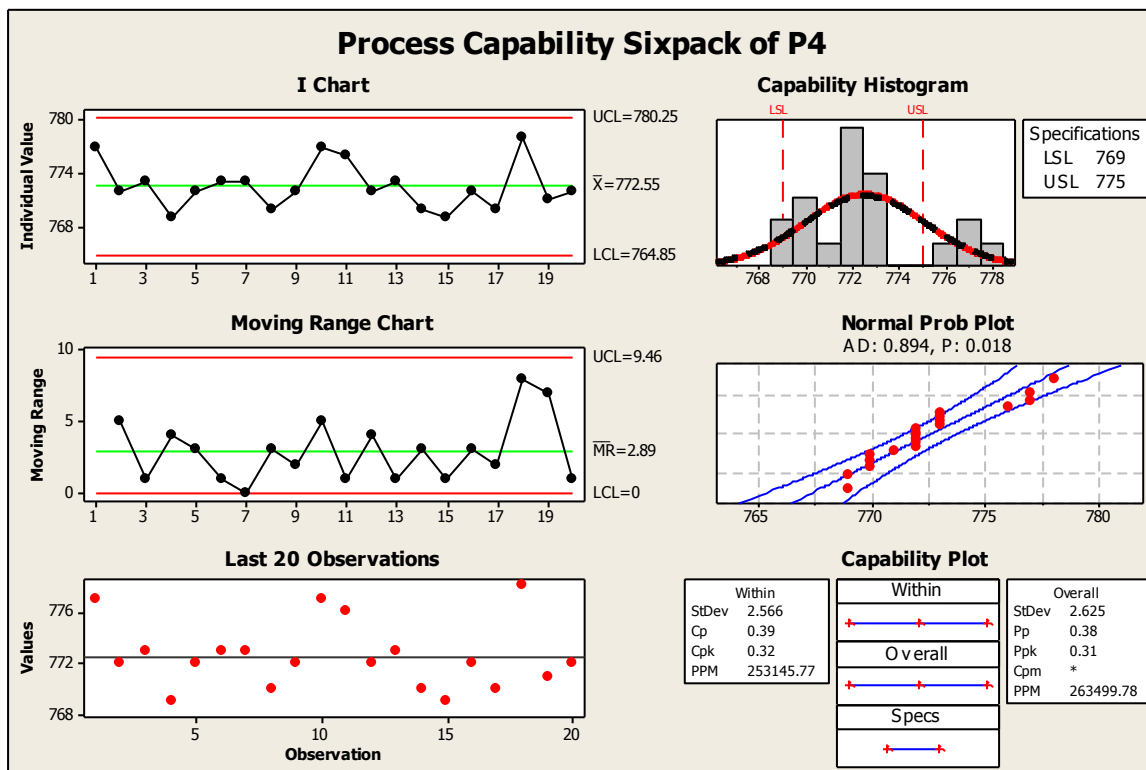 Process Capability Sixpack of P4
I Chart
Individual Value
780
774
768
UCL=780.25
X=772.55
LCL=764.85
1 3 5 7 9 11 13 15 17 19
Capability Histogram
LSL USL
768 770 772 774 776 778
Specifications
LSL 769
USL 775
Moving Range Chart
Moving Range
10
5
0
UCL=9.46
MR=2.89
LCL=0
1 3 5 7 9 11 13 15 17 19
Normal Prob Plot
AD: 0.894, P: 0.018
765 770 775 780
Last 20 Observations
Values
776
772
768
5 10 15 20
Observation
Capability Plot
Within
StDev 2.566
Cp 0.39
Cpk 0.32
PPM 253145.77
Within
Overall
Specs
Overall
StDev 2.625
Pp 0.38
Ppk 0.31
Cpm *
PPM 263499.78